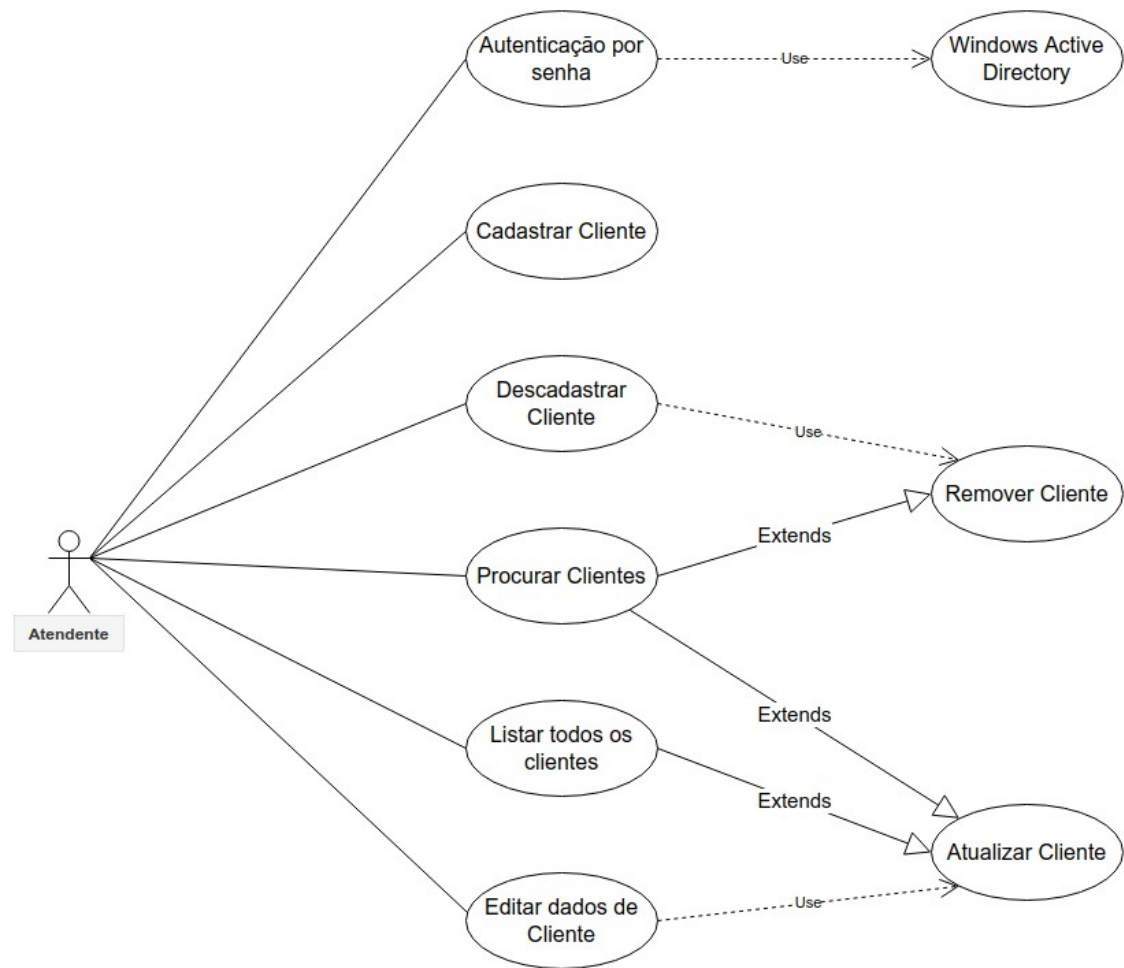 Autenticação por
senha
Use
Windows Active
Directory
Cadastrar Cliente
Descadastrar
Cliente
Use
Remover Cliente
Extends
Procurar Clientes
Atendente
Extends
Listar todos os
clientes
Extends
Atualizar Cliente
Editar dados de
Cliente
Use